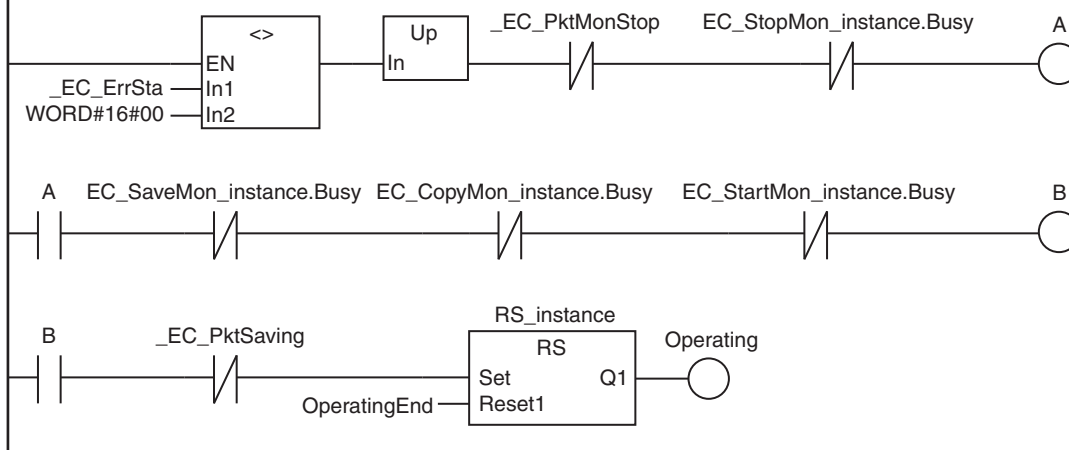 <>
Up
_EC_PktMonStop
EC_StopMon_instance.Busy
A
EN
In
_EC_ErrSta
In1
WORD#16#00
In2
A
EC_SaveMon_instance.Busy
EC_CopyMon_instance.Busy
EC_StartMon_instance.Busy
B
RS_instance
B
_EC_PktSaving
RS
Operating
Set
Q1
OperatingEnd
Reset1